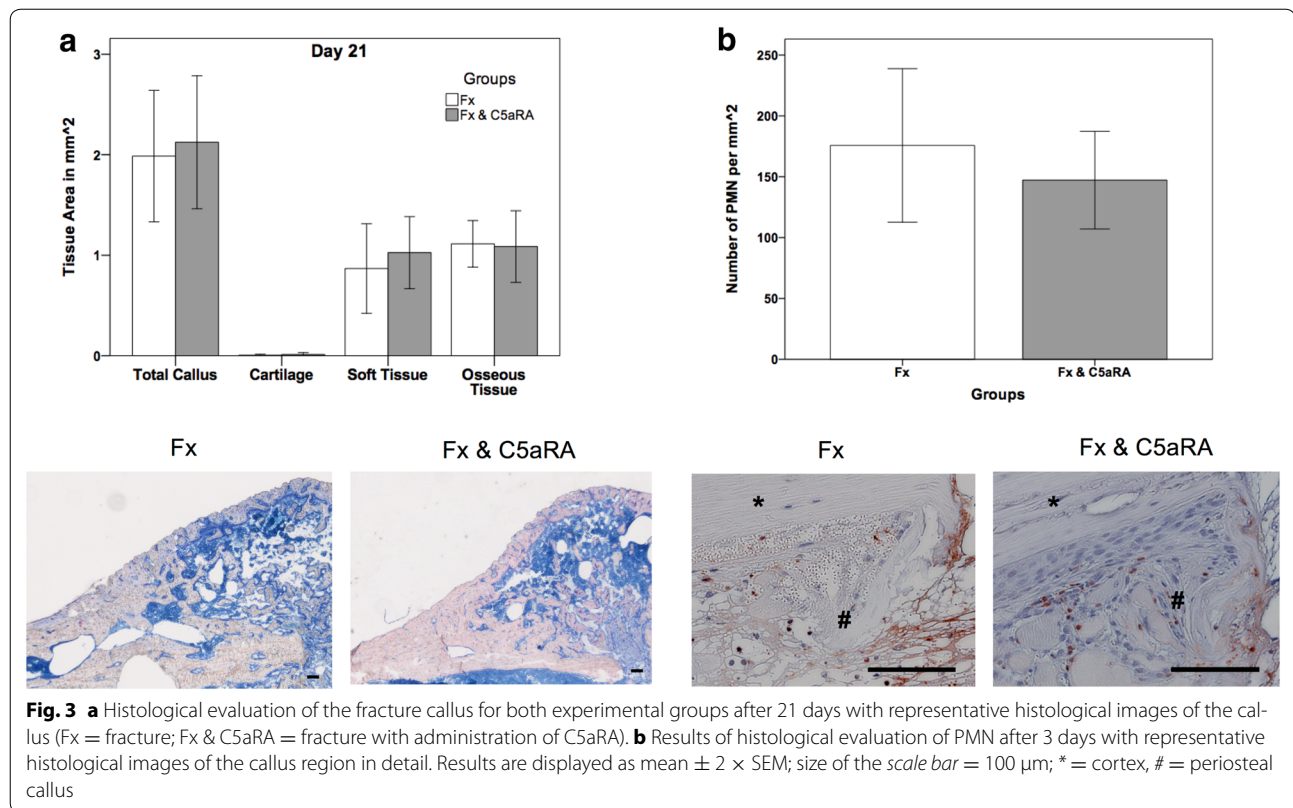 a
Day 21
Groups
Fx
Fx & C5aRA
Tissue Area in mm^2
3
2
1
0
Total Callus
Cartilage
Soft Tissue
Osseous
Tissue
b
Number of PMN per mm^2
250
200
150
100
50
0
Fx
Fx & C5aRA
Groups
Fx
Fx & C5aRA
Fx
*
#
Fx & C5aRA
*
#
Fig. 3 a Histological evaluation of the fracture callus for both experimental groups after 21 days with representative histological images of the cal-
lus (Fx = fracture; Fx & C5aRA = fracture with administration of C5aRA). b Results of histological evaluation of PMN after 3 days with representative
histological images of the callus region in detail. Results are displayed as mean ± 2 × SEM; size of the scale bar = 100 μm; * = cortex, # = periosteal
callus